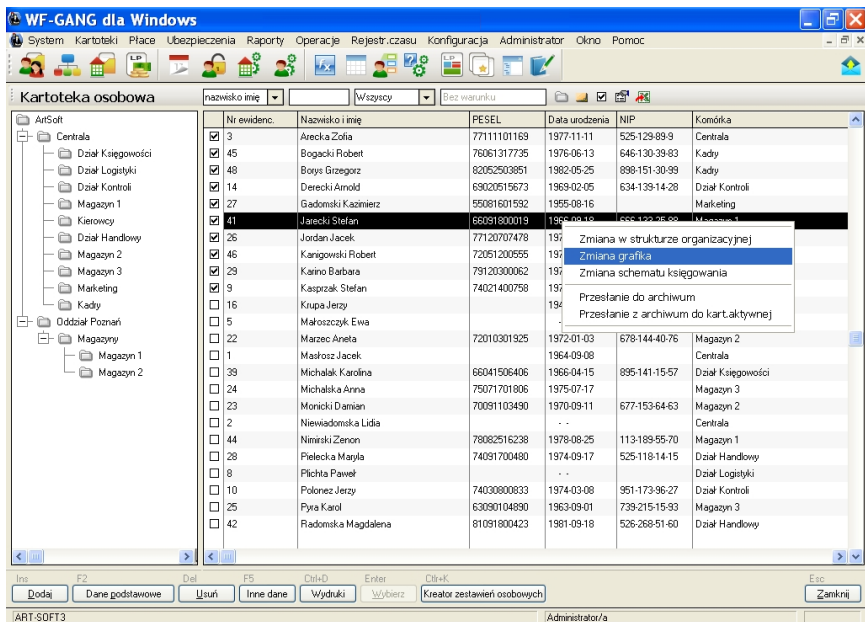 WF-GANG dla Windows
System Kartoteki Płace Ubezpieczenia Raporty Operacje Rejestr.czasu Konfiguracja Administrator Okno Pomoc
Kartoteka osobowa nazwisko imię Wszyscy Bez warunku
ArtSoft
Centrala
Dział Księgowości
Dział Logistyki
Dział Kontroli
Magazyn 1
Kierowcy
Dział Handlowy
Magazyn 2
Magazyn 3
Marketing
Kadry
Oddział Poznań
Magazyny
Magazyn 1
Magazyn 2
Nr ewidenc. Nazwisko i imię PESEL Data urodzenia NIP Komórka
3 Arecka Zofia 77111101169 1977-11-11 525-129-89-9 Centrala
45 Bogacki Robert 76061317735 1976-06-13 646-130-39-83 Kadry
48 Borys Grzegorz 82052503851 1982-05-25 898-151-30-99 Kadry
14 Derecki Arnold 69020515673 1969-02-05 634-139-14-28 Dział Kontroli
27 Gadomski Kazimierz 55081601592 1955-08-16 Marketing
41 Jarecki Stefan 66091800019 1966-09-18 666-133-25-88 Magazyn 1
26 Jordan Jacek 77120707478 197
46 Kanigowski Robert 72051200555 197
29 Karino Barbara 79120300062 197
9 Kasprzak Stefan 74021400758 197
16 Krupa Jerzy 194
5 Małoszczyk Ewa -
22 Marzec Aneta 72010301925 1972-01-03 678-144-40-76 Magazyn 2
1 Masłosz Jacek 1964-09-08 Centrala
39 Michalak Karolina 66041506406 1966-04-15 895-141-15-57 Dział Księgowości
24 Michalska Anna 75071701806 1975-07-17 Magazyn 3
23 Monicki Damian 70091103490 1970-09-11 677-153-64-63 Magazyn 2
2 Niewiadomska Lidia - - Centrala
44 Nimirski Zenon 78082516238 1978-08-25 113-189-55-70 Magazyn 1
28 Pielecka Maryla 74091700480 1974-09-17 525-118-14-15 Dział Handlowy
8 Plichta Paweł - - Dział Logistyki
10 Polonez Jerzy 74030800833 1974-03-08 951-173-96-27 Dział Kontroli
25 Pyra Karol 63090104890 1963-09-01 739-215-15-93 Magazyn 3
42 Radomska Magdalena 81091800423 1981-09-18 526-268-51-60 Dział Handlowy
Zmiana w strukturze organizacyjnej
Zmiana grafika
Zmiana schematu księgowania
Przesłanie do archiwum
Przesłanie z archiwum do kart.aktywnej
Ins F2 Del F5 Ctrl+D Enter Ctlr+K Esc
Dodaj Dane podstawowe Usuń Inne dane Wydruki Wybierz Kreator zestawień osobowych Zamknij
ART-SOFT3 Administrator/a